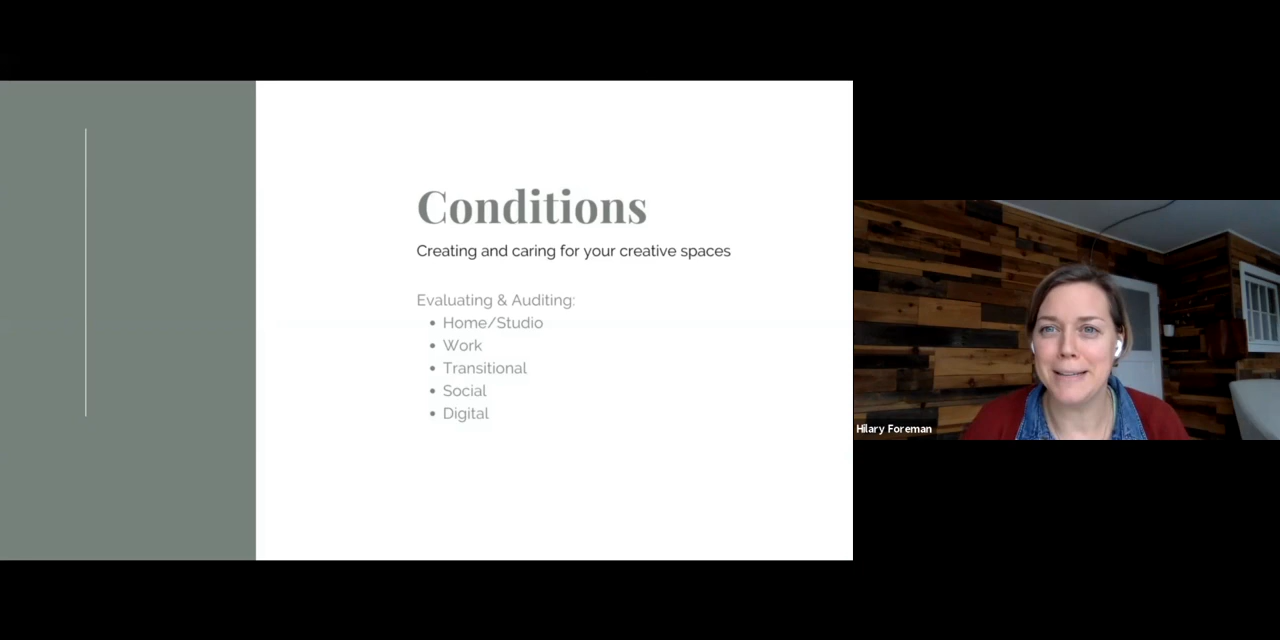 Conditions
Creating and caring for your creative spaces
Evaluating & Auditing:
• Home/Studio
• Work
• Transitional
• Social
• Digital
Hilary Foreman